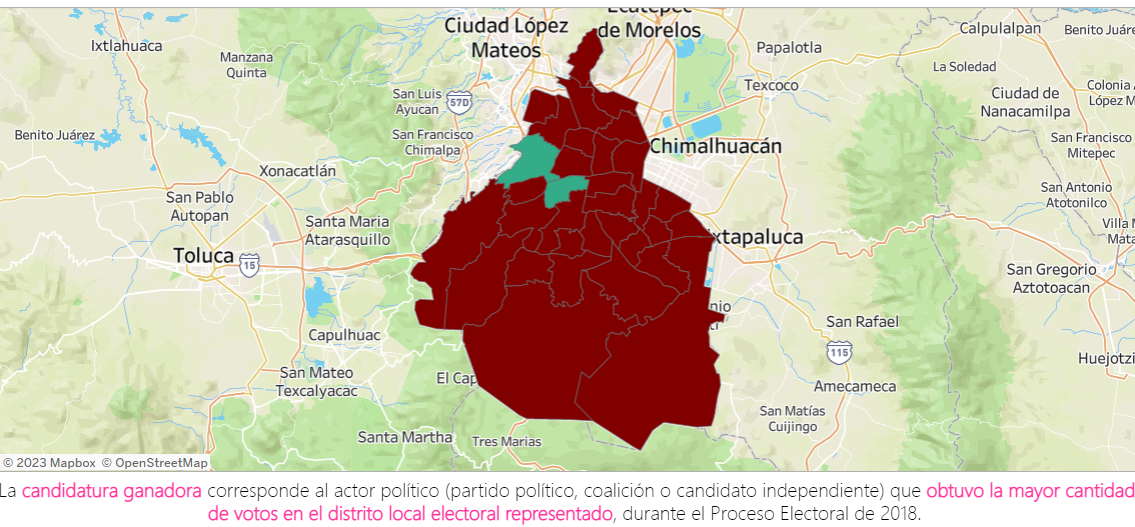 Ecatepec
de Morelos
Ciudad López
Mateos
Ixtlahuaca
Manzana
Quinta
Papalotla
Calpulalpan
Benito Juáre
La Soledad
Texcoco
San Luis
Ayucan
57D
Ciudad de
Nanacamilpa
Colonia A
López M
Benito Juárez
San Francisco
Chimalpa
Chimalhuacán
San Francisco
Mitepec
Xonacatlán
San Pablo
Autopan
San Antonio
Atotonilco
Santa Maria
Atarasquillo
Villa M
Mata
Toluca
15
xtapaluca
San Gregorio
Aztotoacan
nio
ti
San Rafael
Capulhuac
115
Huejotzi
San Mateo
Texcalyacac
El Cap
Amecameca
San Matías
Cuijingo
Santa Martha
Tres Marias
© 2023 Mapbox © OpenStreetMap
La candidatura ganadora corresponde al actor político (partido político, coalición o candidato independiente) que obtuvo la mayor cantidad
de votos en el distrito local electoral representado, durante el Proceso Electoral de 2018.